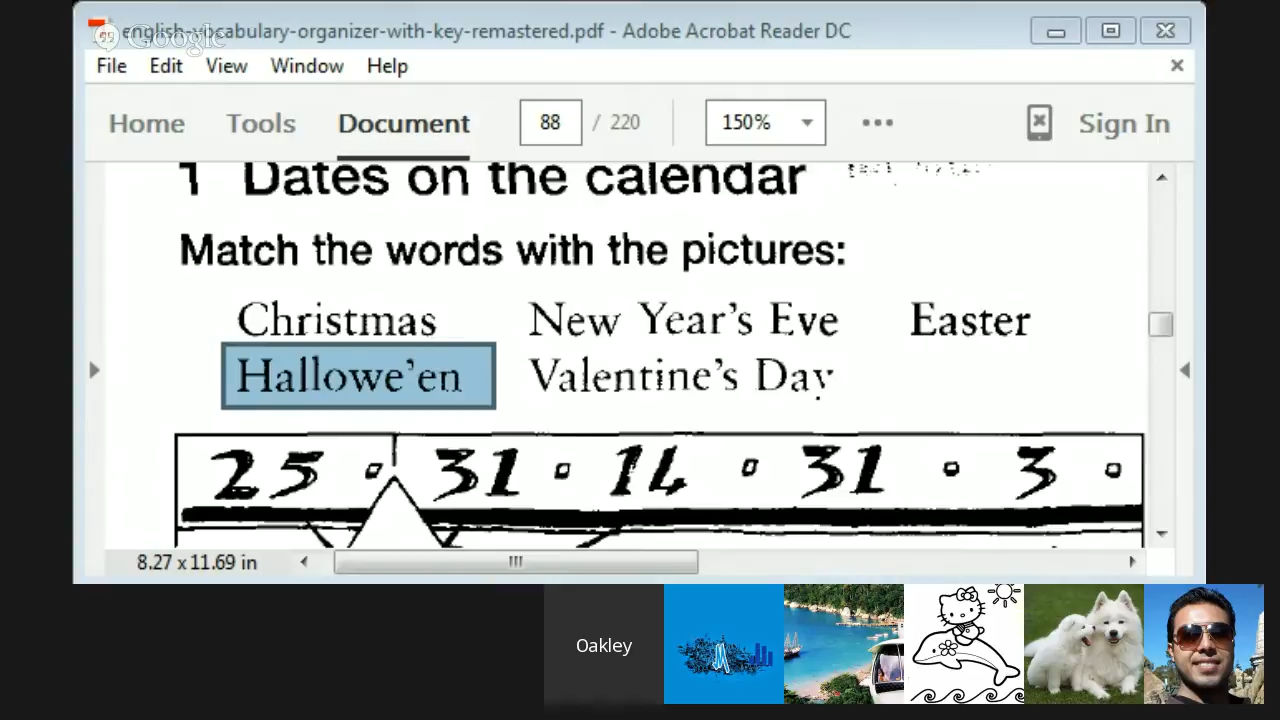 english-vocabulary-organizer-with-key-remastered.pdf - Adobe Acrobat Reader DC
Google
File Edit View Window Help
Home Tools Document 88 / 220 150% Sign In
1 Dates on the calendar
Match the words with the pictures:
Christmas New Year's Eve Easter
Hallowe'en Valentine's Day
25 31 14 31 3
8.27 x 11.69 in
Oakley